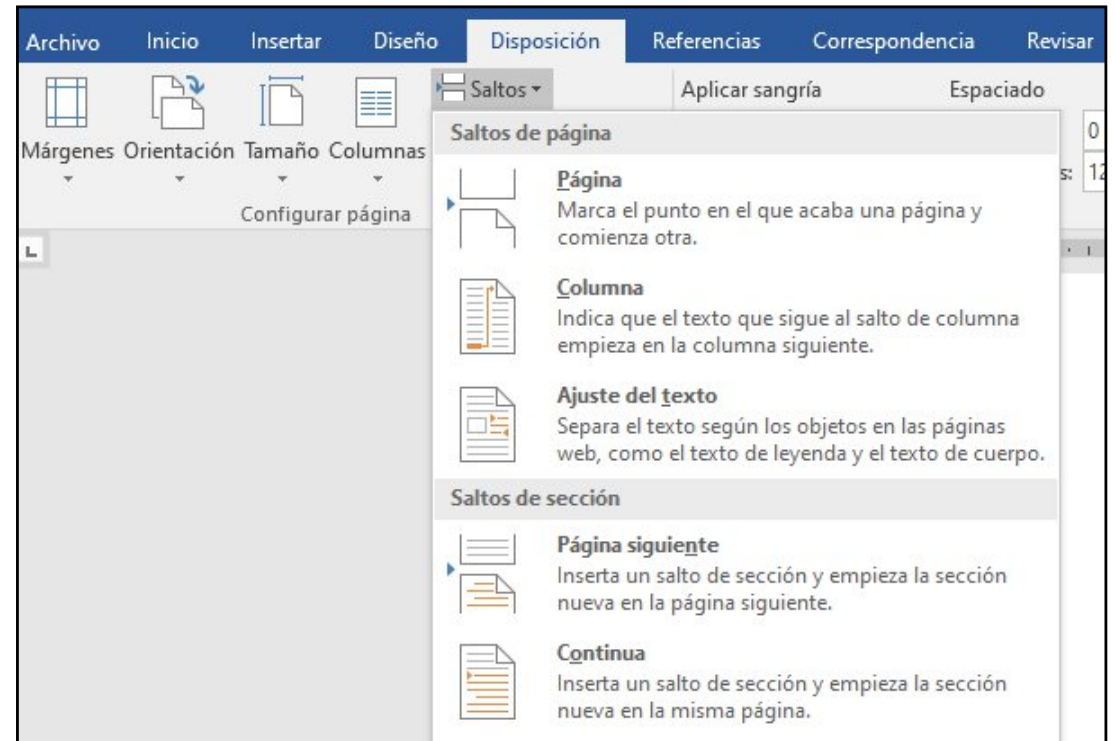 Archivo Inicio Insertar Diseño Disposición Referencias Correspondencia Revisar
Saltos Aplicar sangría Espaciado
Márgenes Orientación Tamaño Columnas
Configurar página
0
s: 12
Saltos de página
Página
Marca el punto en el que acaba una página y
comienza otra.
Columna
Indica que el texto que sigue al salto de columna
empieza en la columna siguiente.
Ajuste del texto
Separa el texto según los objetos en las páginas
web, como el texto de leyenda y el texto de cuerpo.
Saltos de sección
Página siguiente
Inserta un salto de sección y empieza la sección
nueva en la página siguiente.
Continua
Inserta un salto de sección y empieza la sección
nueva en la misma página.